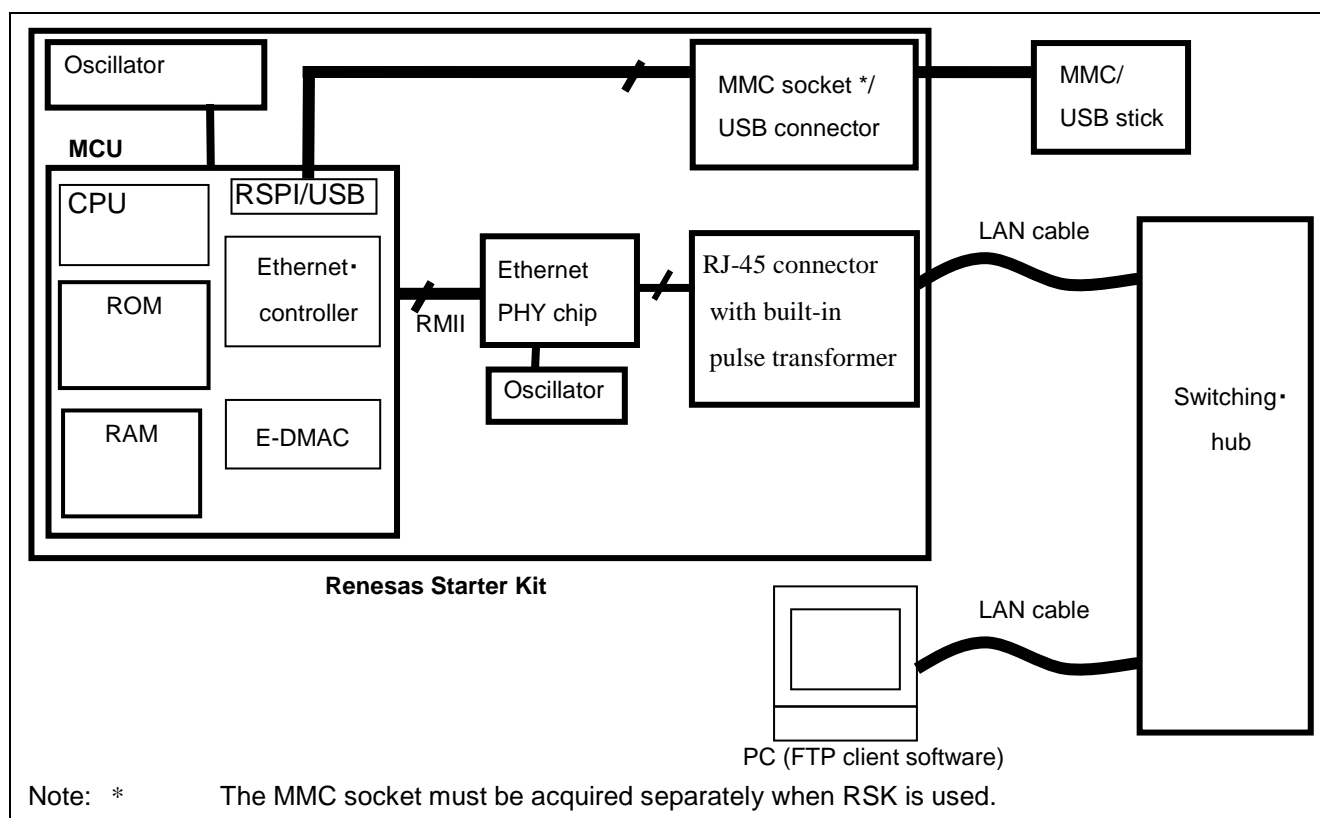 Oscillator
MMC socket */
USB connector
MMC/
USB stick
MCU
CPU
RSPI/USB
LAN cable
Ethernet・
controller
Ethernet
PHY chip
RJ-45 connector
with built-in
pulse transformer
ROM
RMII
Oscillator
Switching・
hub
RAM
E-DMAC
Renesas Starter Kit
LAN cable
PC (FTP client software)
Note: * The MMC socket must be acquired separately when RSK is used.